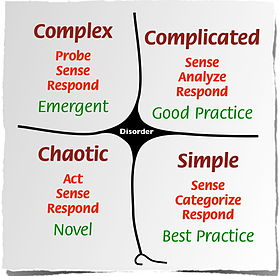 Complex
Probe
Sense
Respond
Emergent
Complicated
Sense
Analyze
Respond
Good Practice
Disorder
Chaotic
Act
Sense
Respond
Novel
Simple
Sense
Categorize
Respond
Best Practice